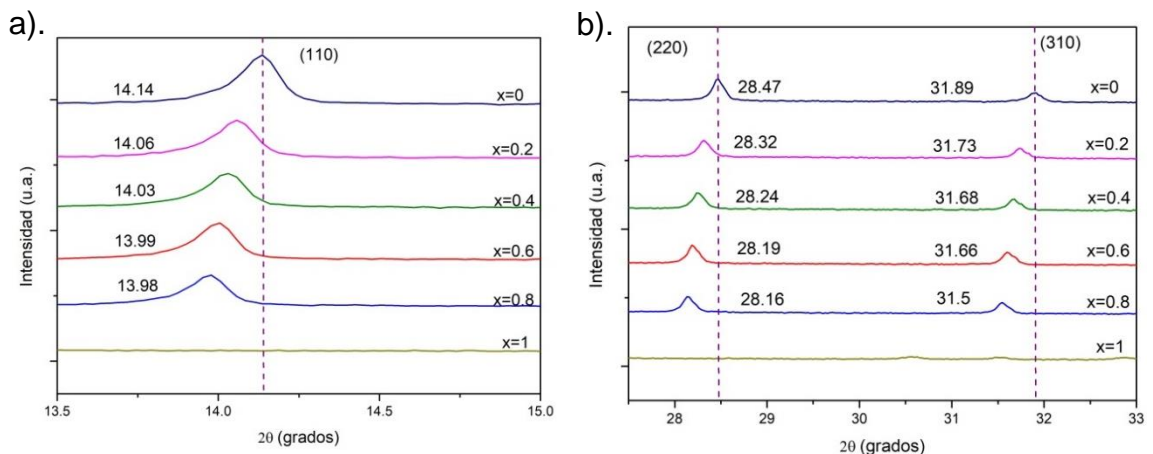 a).
(110)
14.14
x=0
14.06
x=0.2
14.03
x=0.4
13.99
x=0.6
13.98
x=0.8
x=1
Intensidad (u.a.)
13.5 14.0 14.5 15.0
2θ (grados)
b).
(220) (310)
28.47 31.89 x=0
28.32 31.73 x=0.2
28.24 31.68 x=0.4
28.19 31.66 x=0.6
28.16 31.5 x=0.8
x=1
Intensidad (u.a.)
28 29 30 31 32 33
2θ (grados)